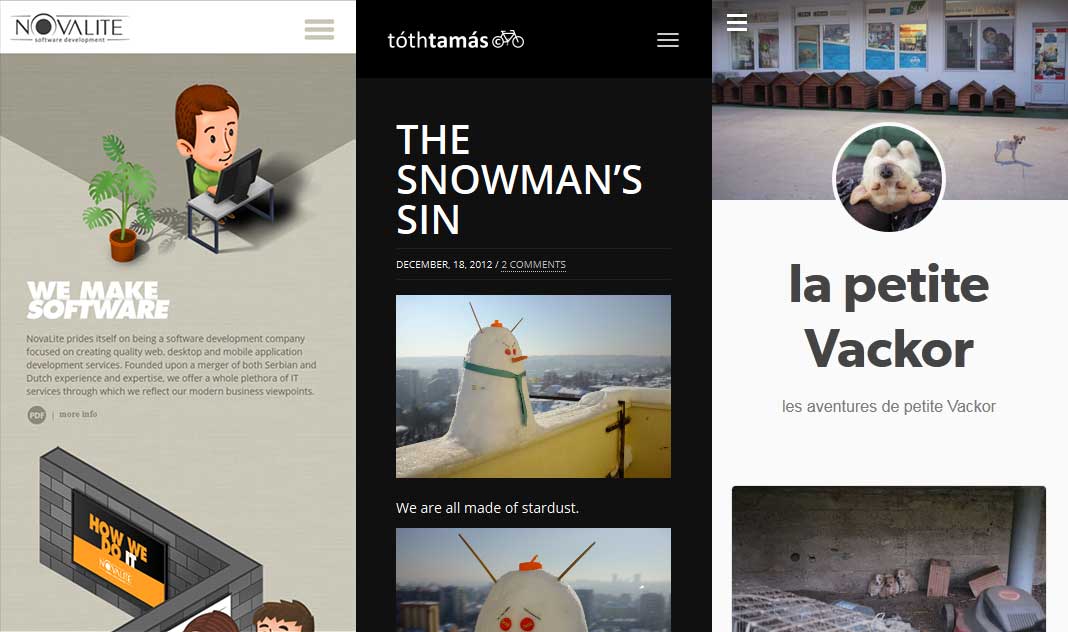 NOVALITE
software development
WE MAKE
SOFTWARE
NovaLite prides itself on being a software development company
focused on creating quality web, desktop and mobile application
development services. Founded upon a merger of both Serbian and
Dutch experience and expertise, we offer a whole plethora of IT
services through which we reflect our modern business viewpoints.
PDF | more info
HOW WE
DO IT
NOVALITE
tóthtamás
THE
SNOWMAN’S
SIN
DECEMBER, 18, 2012 / 2 COMMENTS
We are all made of stardust.
la petite
Vackor
les aventures de petite Vackor